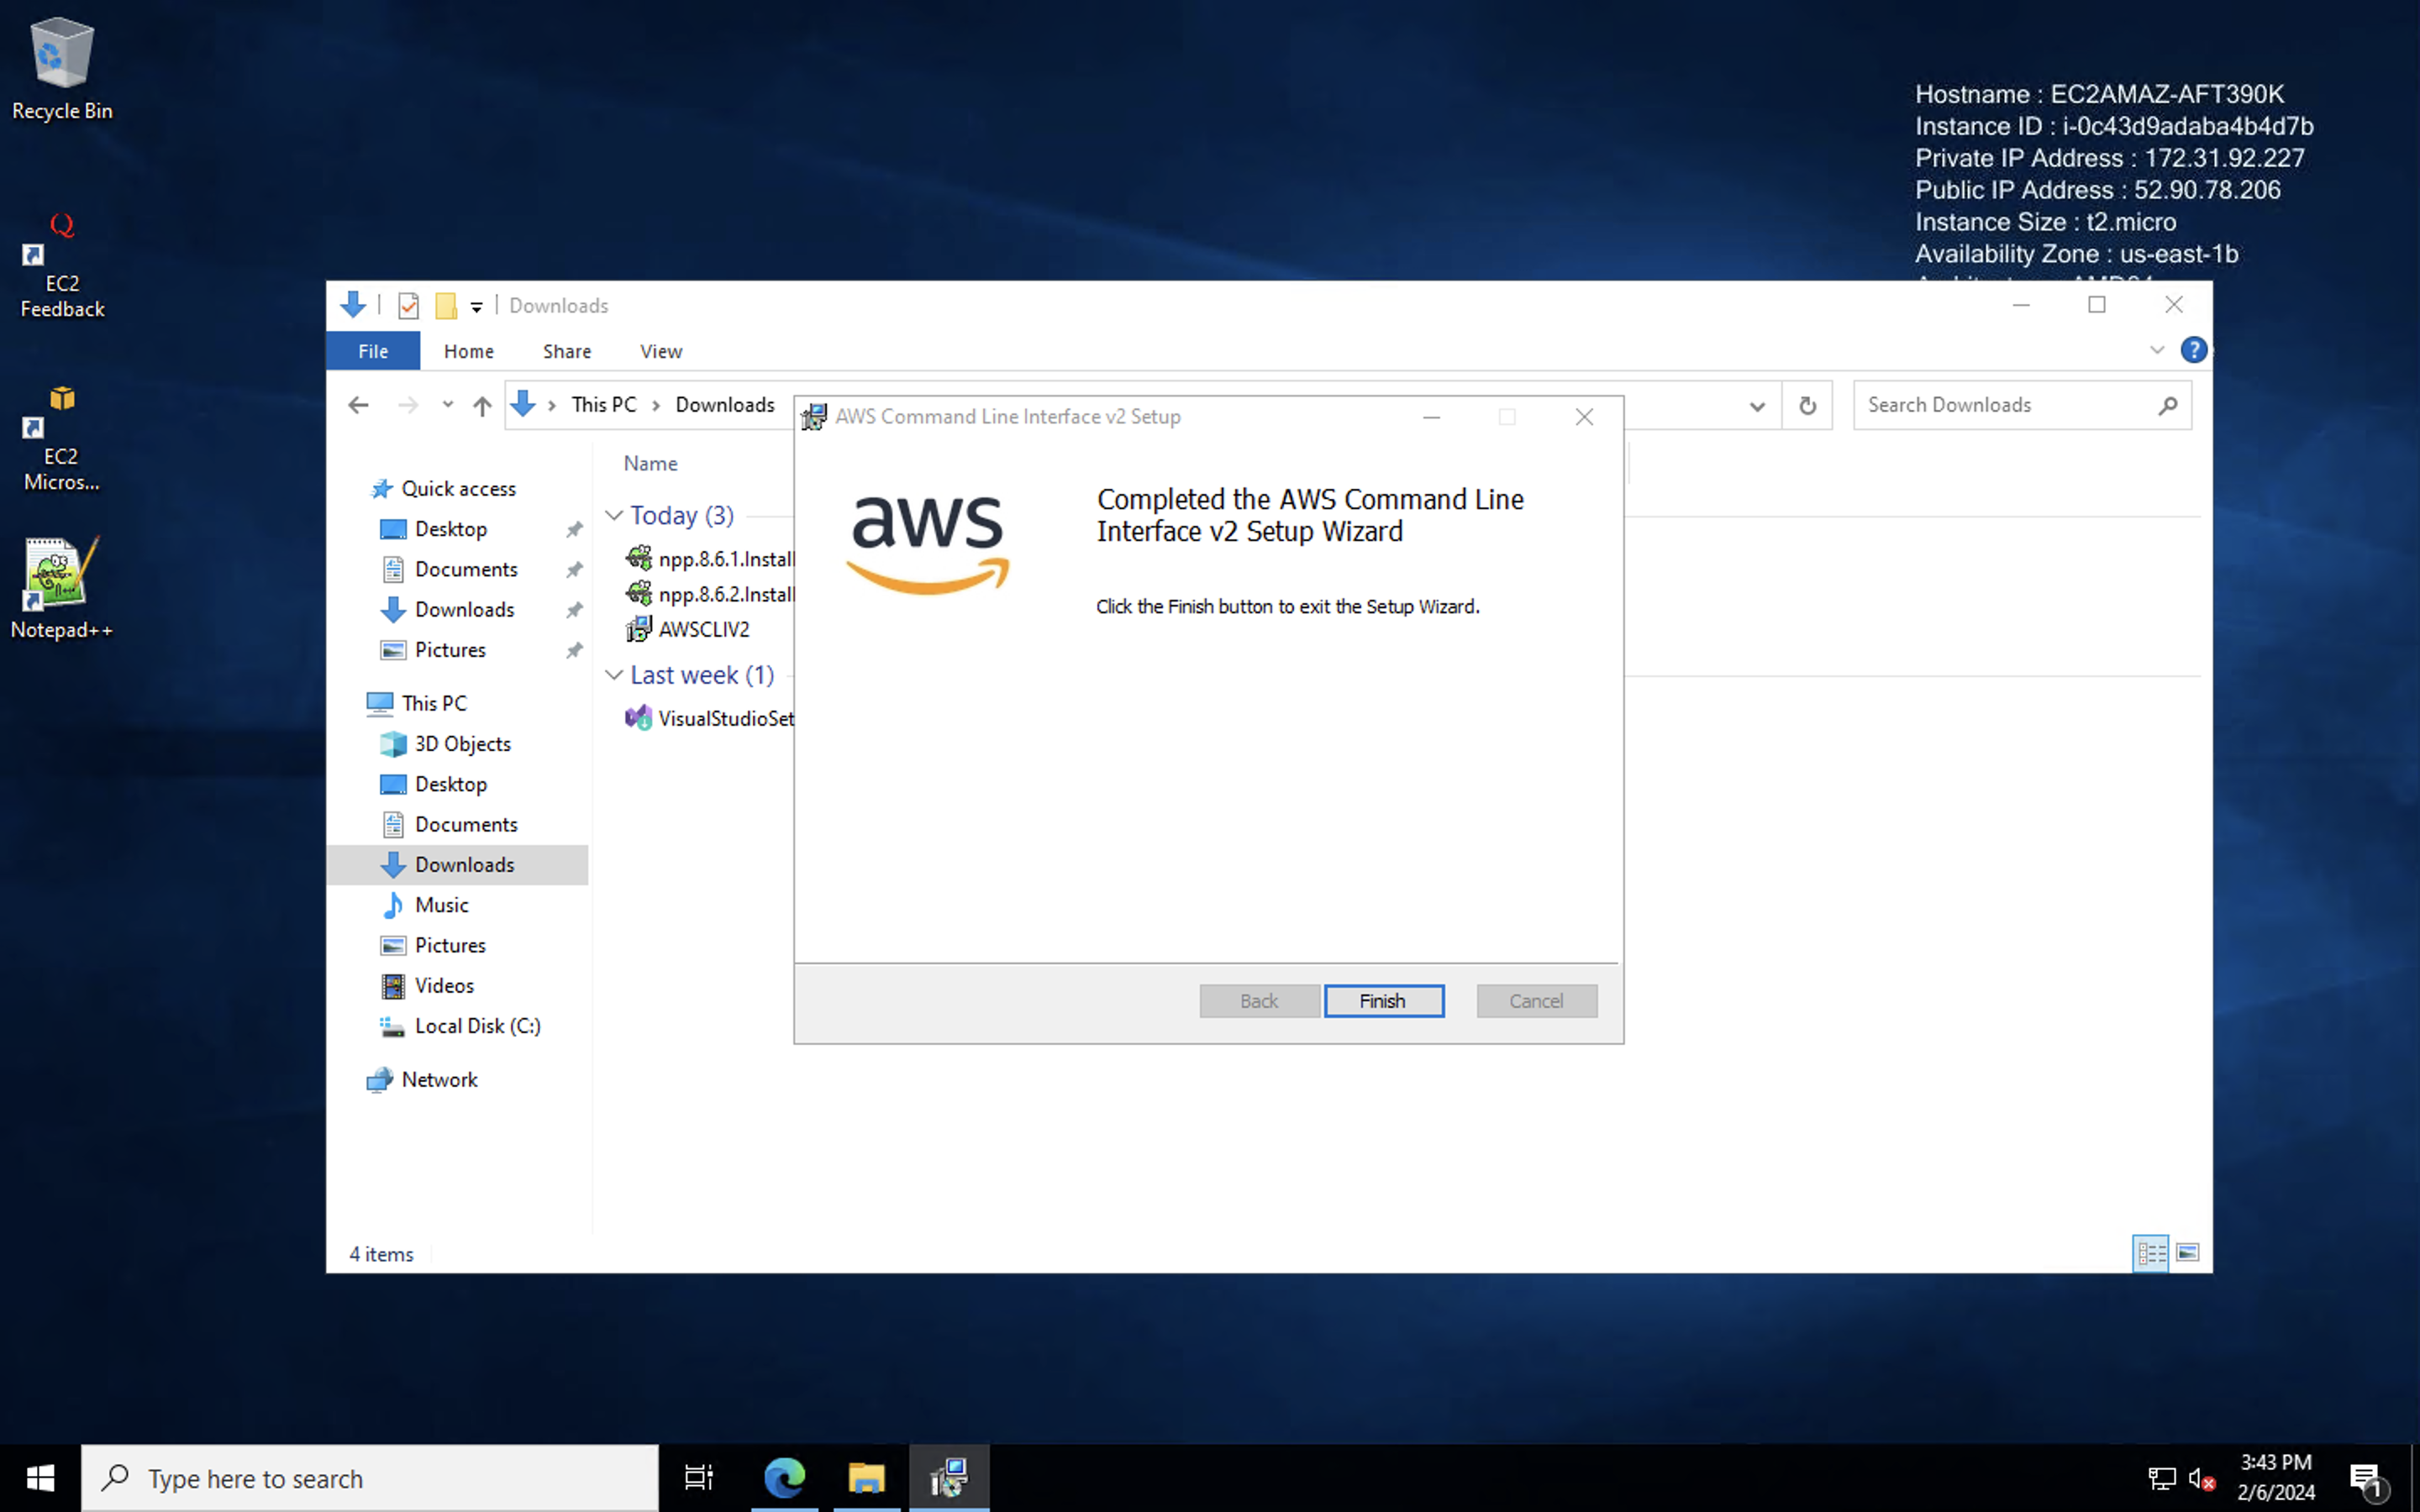 Recycle Bin
EC2
Feedback
EC2
Micros...
Notepad++
Hostname : EC2AMAZ-AFT390K
Instance ID : i-0c43d9adaba4b4d7b
Private IP Address : 172.31.92.227
Public IP Address : 52.90.78.206
Instance Size : t2.micro
Availability Zone : us-east-1b
Downloads
File Home Share View
This PC > Downloads
Search Downloads
Quick access
Desktop
Documents
Downloads
Pictures
This PC
3D Objects
Desktop
Documents
Downloads
Music
Pictures
Videos
Local Disk (C:)
Network
Name
Today (3)
npp.8.6.1.Install
npp.8.6.2.Install
AWSCLIV2
Last week (1)
VisualStudioSet
4 items
AWS Command Line Interface v2 Setup
aws
Completed the AWS Command Line
Interface v2 Setup Wizard
Click the Finish button to exit the Setup Wizard.
Back Finish Cancel
Type here to search
3:43 PM
2/6/2024
1